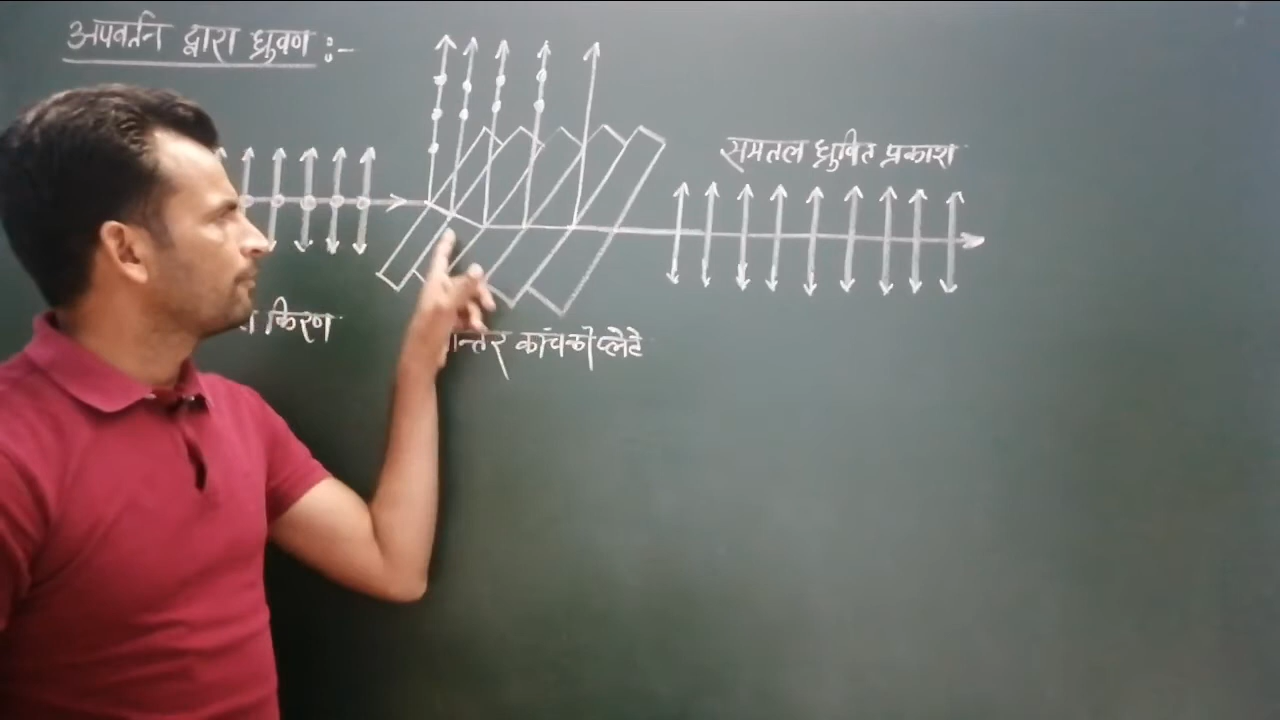 अपवर्तन द्वारा ध्रुवण :-
समतल ध्रुवित प्रकाश
किरण
कांच की प्लेटे